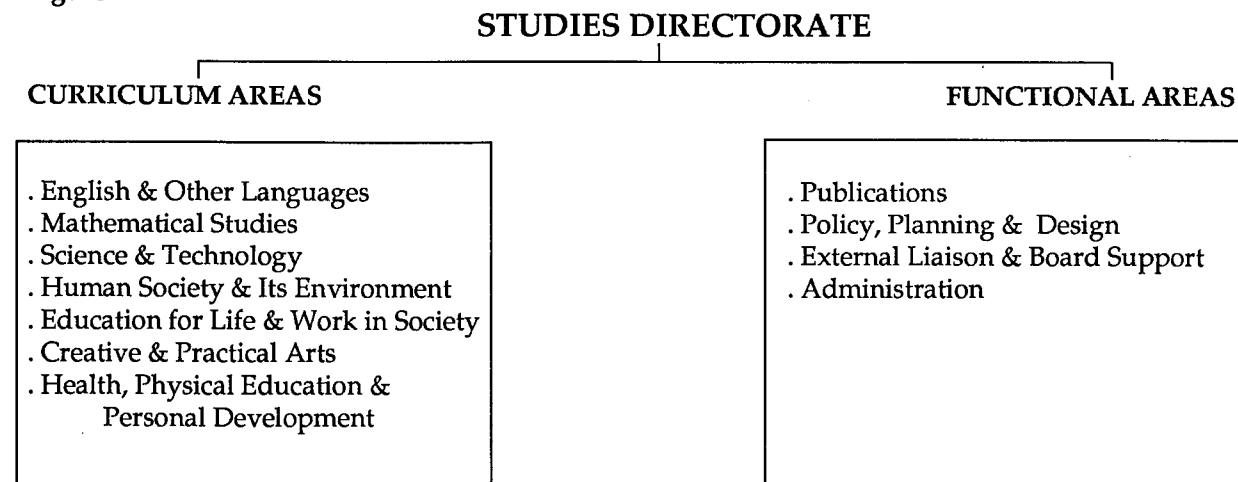 STUDIES DIRECTORATE
CURRICULUM AREAS
. English & Other Languages
. Mathematical Studies
. Science & Technology
. Human Society & Its Environment
. Education for Life & Work in Society
. Creative & Practical Arts
. Health, Physical Education &
Personal Development
FUNCTIONAL AREAS
. Publications
. Policy, Planning & Design
. External Liaison & Board Support
. Administration